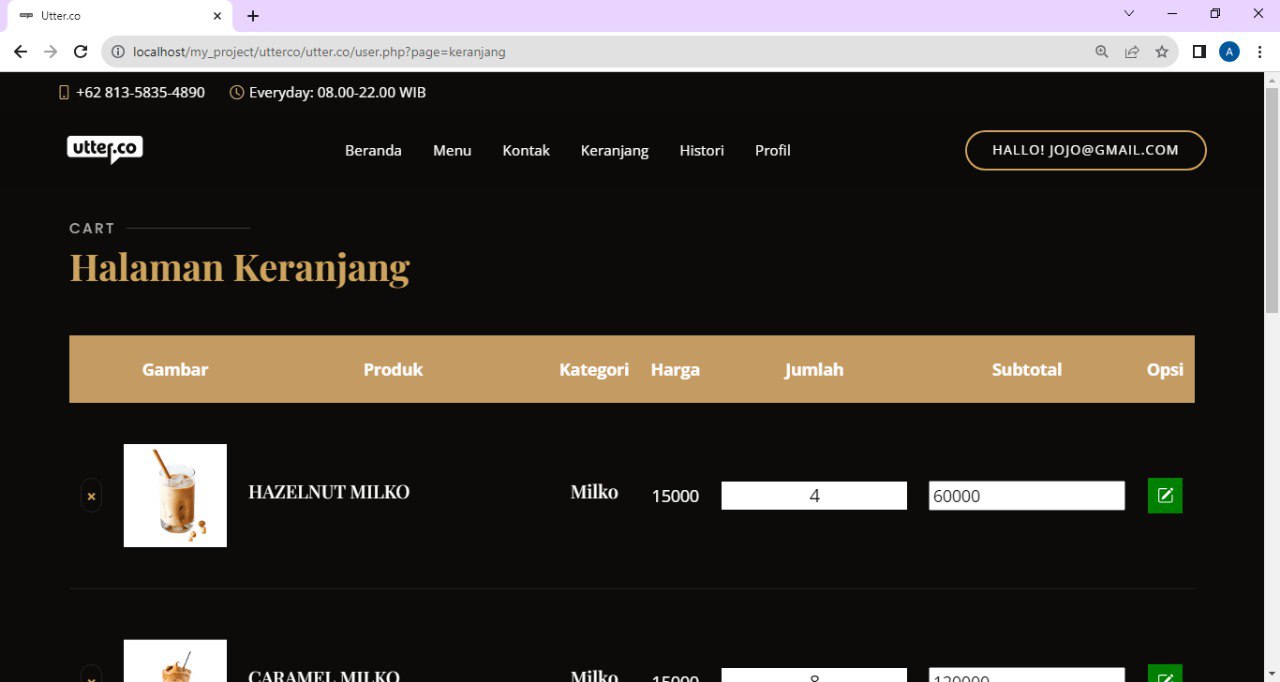 Utter.co
localhost/my_project/utterco/utter.co/user.php?page=keranjang
A
+62 813-5835-4890 Everyday: 08.00-22.00 WIB
utter.co Beranda Menu Kontak Keranjang Histori Profil HALLO! JOJO@GMAIL.COM
CART
Halaman Keranjang
Gambar Produk Kategori Harga Jumlah Subtotal Opsi
× HAZELNUT MILKO Milko 15000 4 60000
CARAMEL MILKO Milko 15000 8 120000